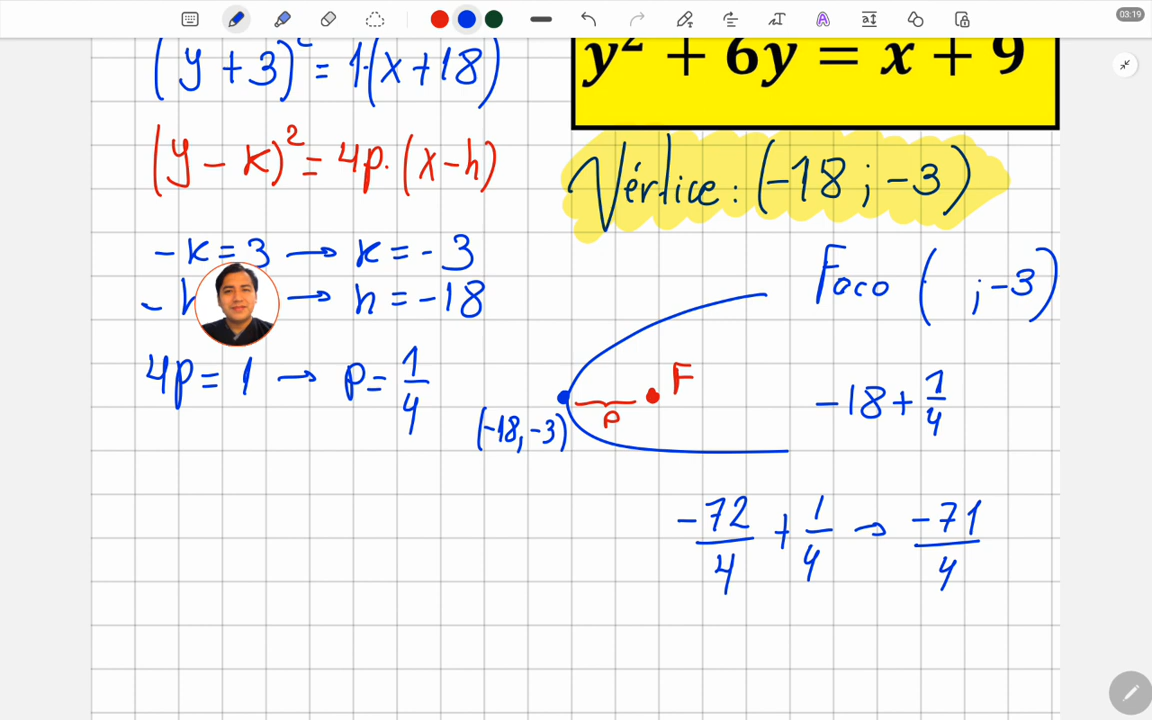 03:19
(y + 3)² = 1·(x + 18)
y² + 6y = x + 9
(y - k)² = 4p·(x - h)
Vértice: (-18; -3)
- k = 3 → k = -3
Foco ( ; -3)
- h → h = -18
4p = 1 → p = 1/4
F
p
(-18, -3)
-18 + 1/4
-72/4 + 1/4 → -71/4